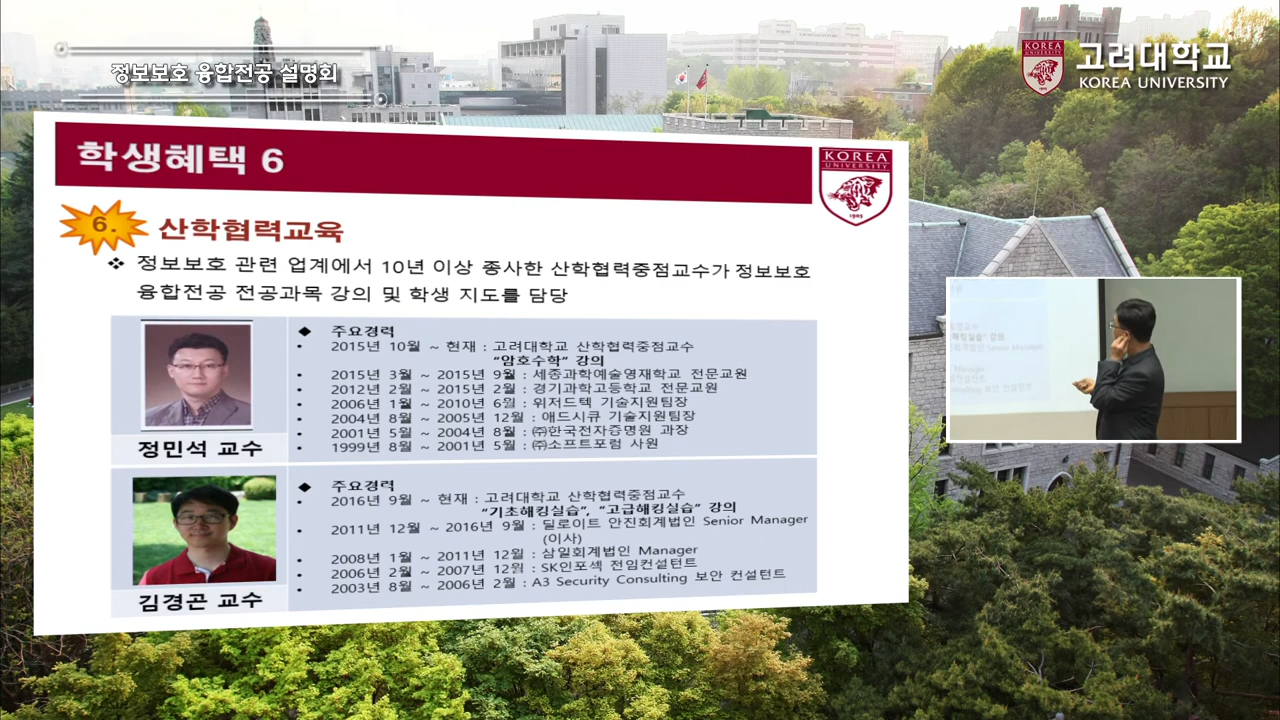 정보보호 융합전공 설명회
KOREA
1905
고려대학교
KOREA UNIVERSITY
학생혜택 6
KOREA
UNIVERSITY
1905
6. 산학협력교육
❖ 정보보호 관련 업계에서 10년 이상 종사한 산학협력중점교수가 정보보호
융합전공 전공과목 강의 및 학생 지도를 담당
정민석 교수
◆ 주요경력
• 2015년 10월 ~ 현재 : 고려대학교 산학협력중점교수
“암호수학” 강의
• 2015년 3월 ~ 2015년 9월 : 세종과학예술영재학교 전문교원
• 2012년 2월 ~ 2015년 2월 : 경기과학고등학교 전문교원
• 2006년 1월 ~ 2010년 6월 : 위저드텍 기술지원팀장
• 2004년 8월 ~ 2005년 12월 : 애드시큐 기술지원팀장
• 2001년 5월 ~ 2004년 8월 : ㈜한국전자증명원 과장
• 1999년 8월 ~ 2001년 5월 : ㈜소프트포럼 사원
김경곤 교수
◆ 주요경력
• 2016년 9월 ~ 현재 : 고려대학교 산학협력중점교수
“기초해킹실습”, “고급해킹실습” 강의
• 2011년 12월 ~ 2016년 9월 : 딜로이트 안진회계법인 Senior Manager
(이사)
• 2008년 1월 ~ 2011년 12월 : 삼일회계법인 Manager
• 2006년 2월 ~ 2007년 12월 : SK인포섹 전임컨설턴트
• 2003년 8월 ~ 2006년 2월 : A3 Security Consulting 보안 컨설턴트